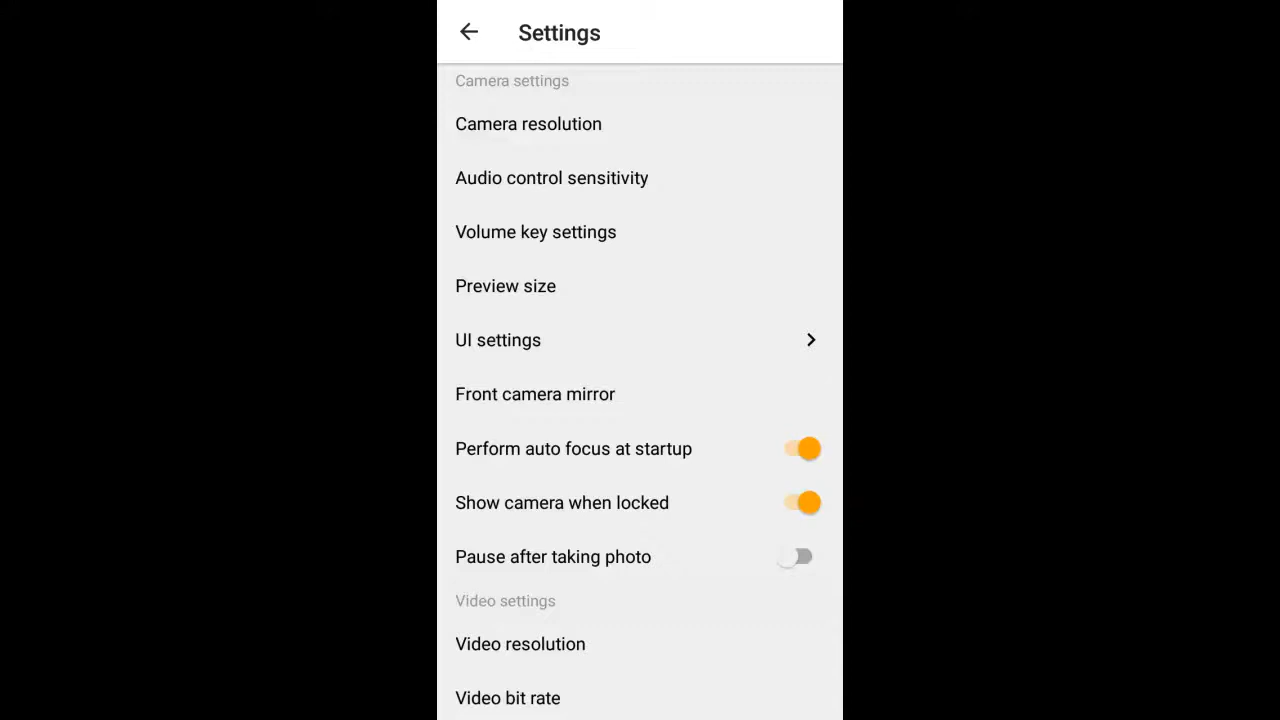 Settings
Camera settings
Camera resolution
Audio control sensitivity
Volume key settings
Preview size
UI settings
Front camera mirror
Perform auto focus at startup
Show camera when locked
Pause after taking photo
Video settings
Video resolution
Video bit rate